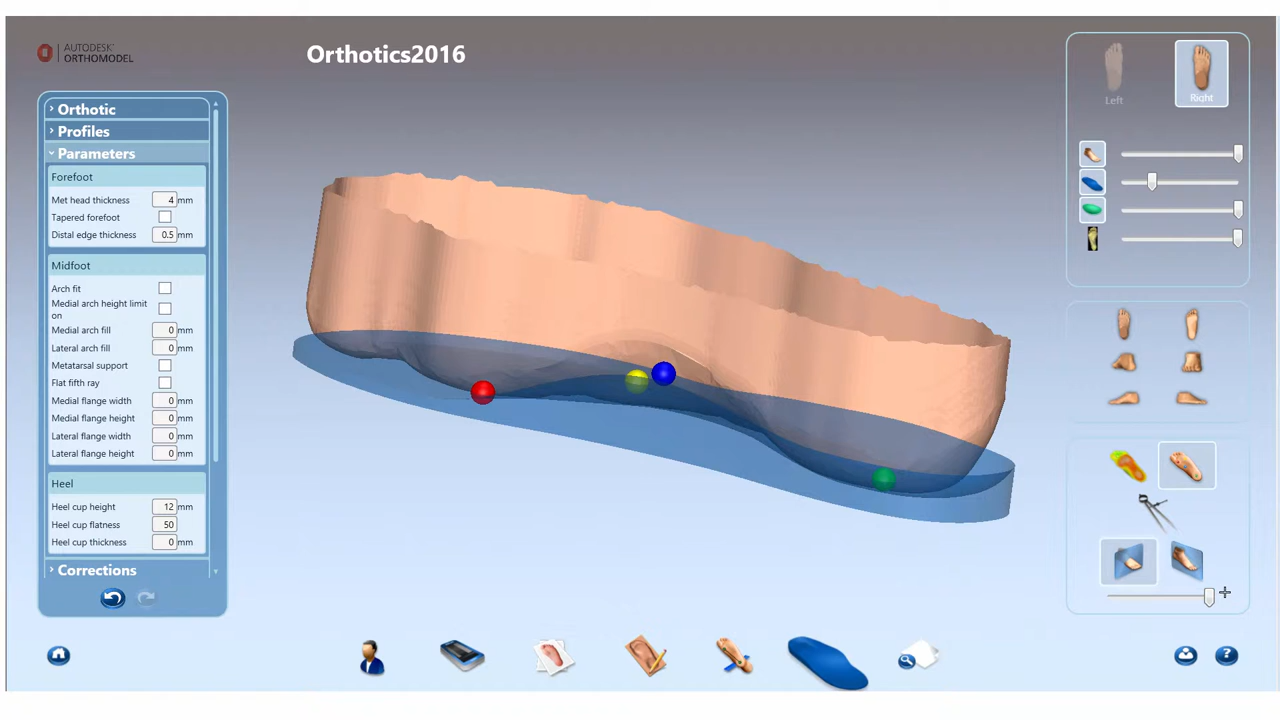 AUTODESK™
ORTHOMODEL
Orthotics2016
Left
Right
Orthotic
Profiles
Parameters
Forefoot
Met head thickness 4 mm
Tapered forefoot
Distal edge thickness 0.5 mm
Midfoot
Arch fit
Medial arch height limit
on
Medial arch fill 0 mm
Lateral arch fill 0 mm
Metatarsal support
Flat fifth ray
Medial flange width 0 mm
Medial flange height 0 mm
Lateral flange width 0 mm
Lateral flange height 0 mm
Heel
Heel cup height 12 mm
Heel cup flatness 50
Heel cup thickness 0 mm
Corrections